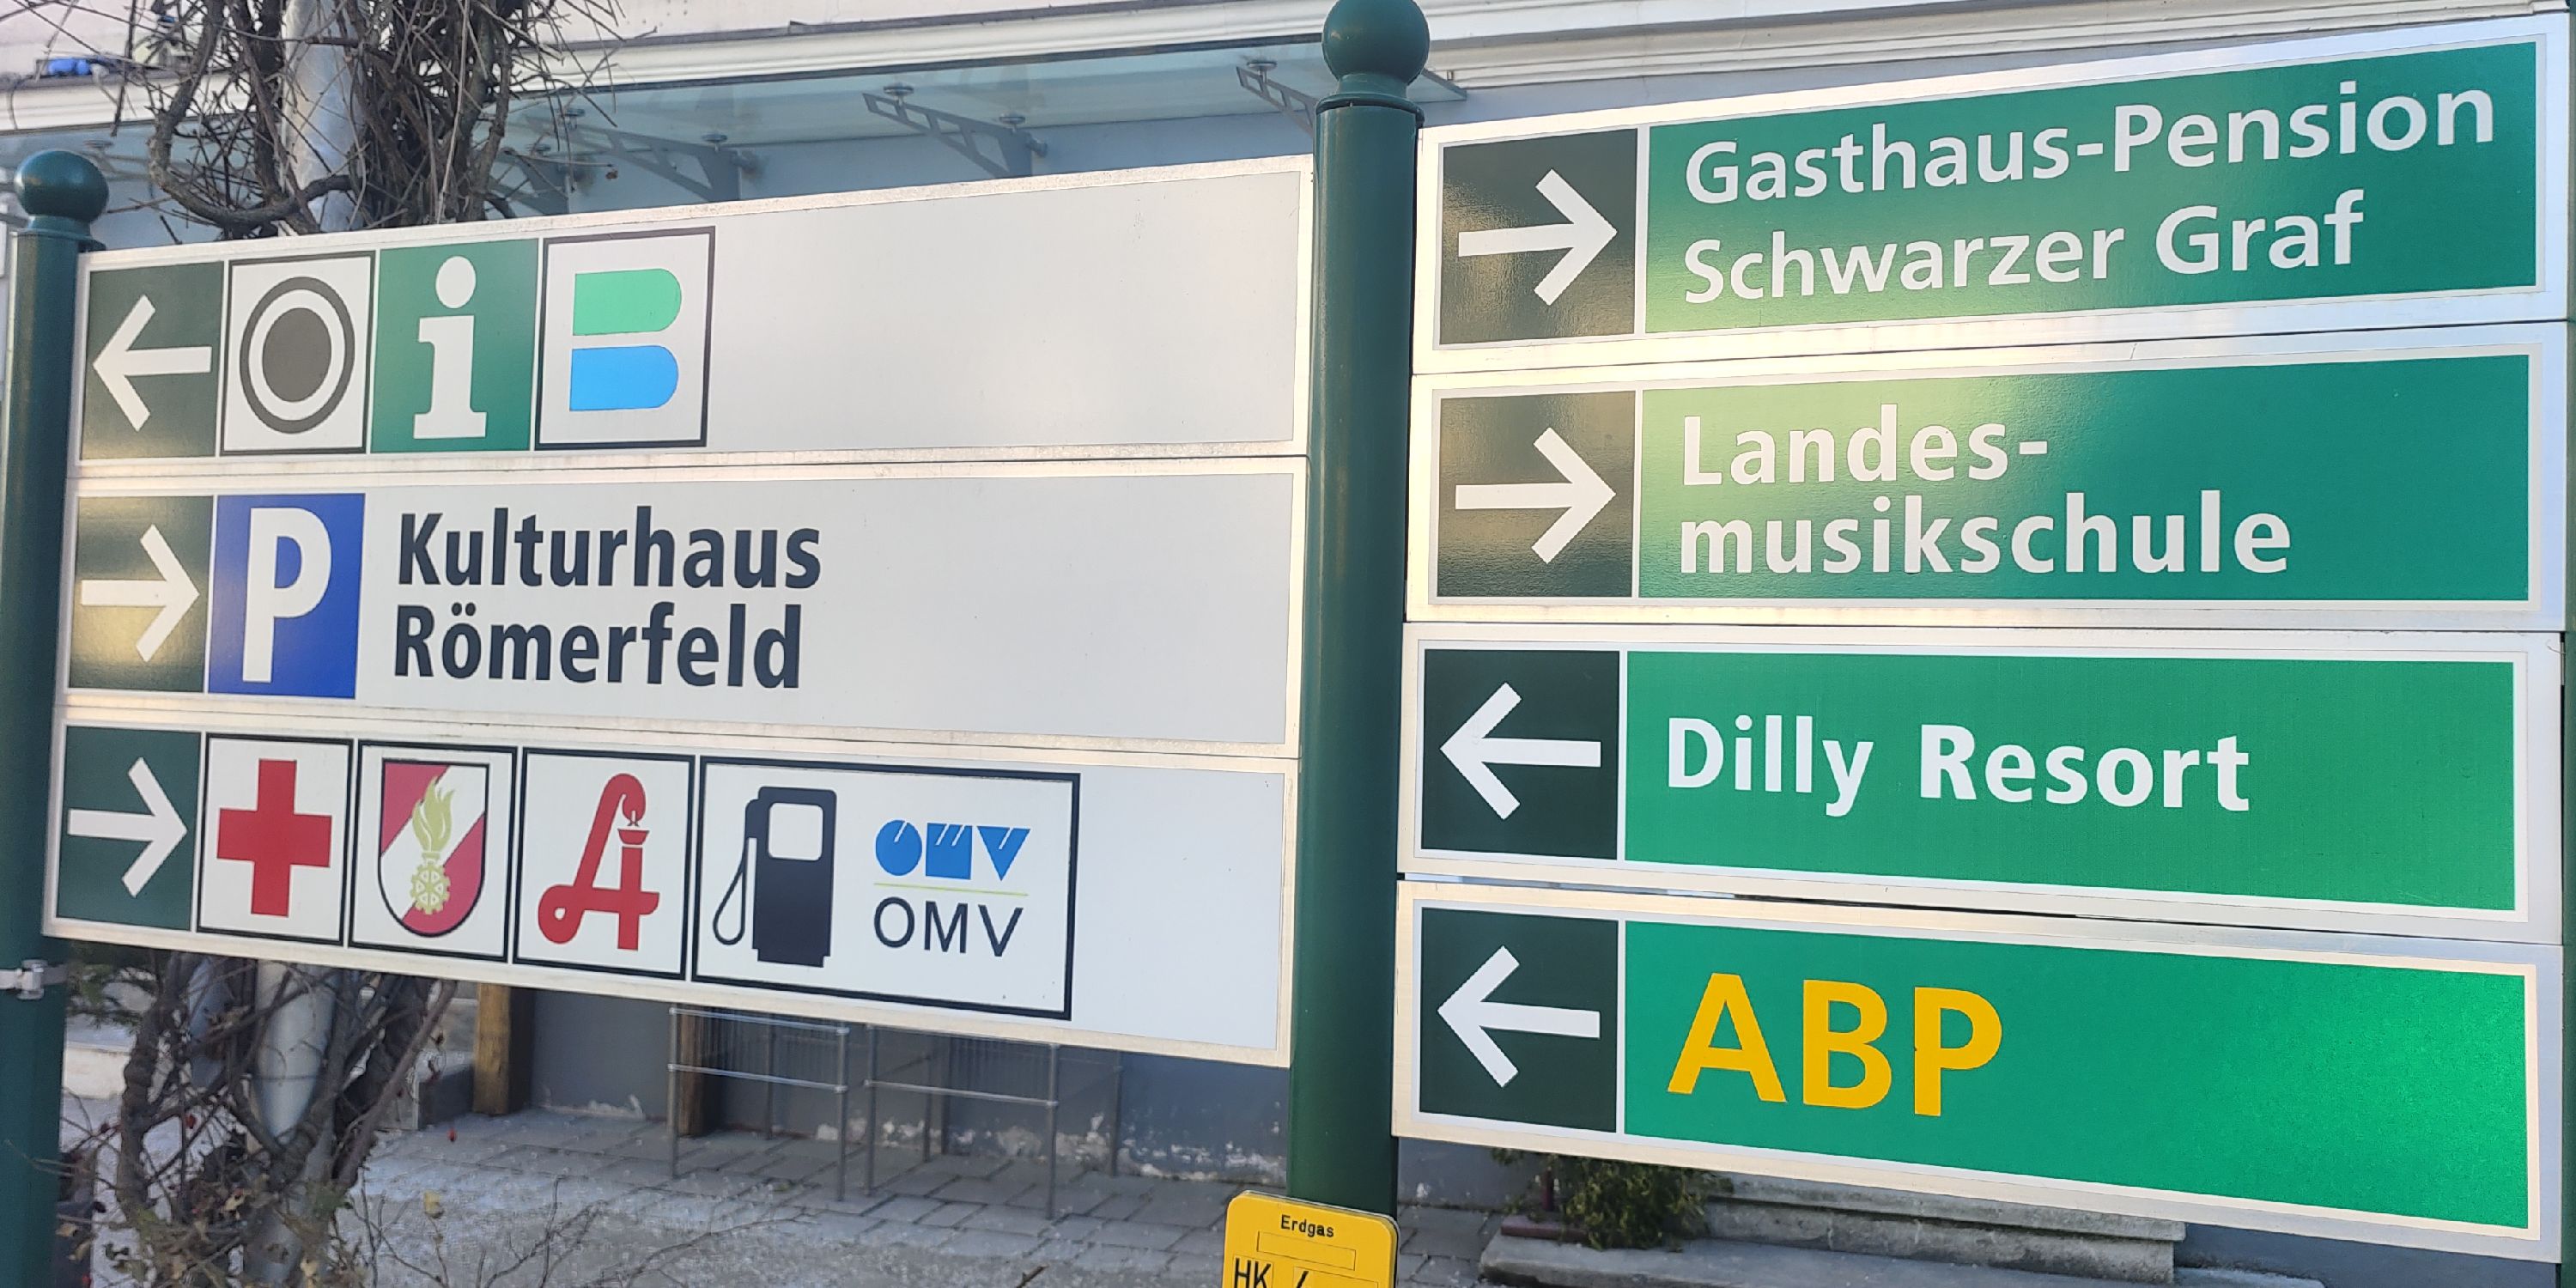 i B
P Kulturhaus
Römerfeld
A OMV
OMV
Gasthaus-Pension
Schwarzer Graf
Landes-
musikschule
Dilly Resort
ABP
Erdgas
HK